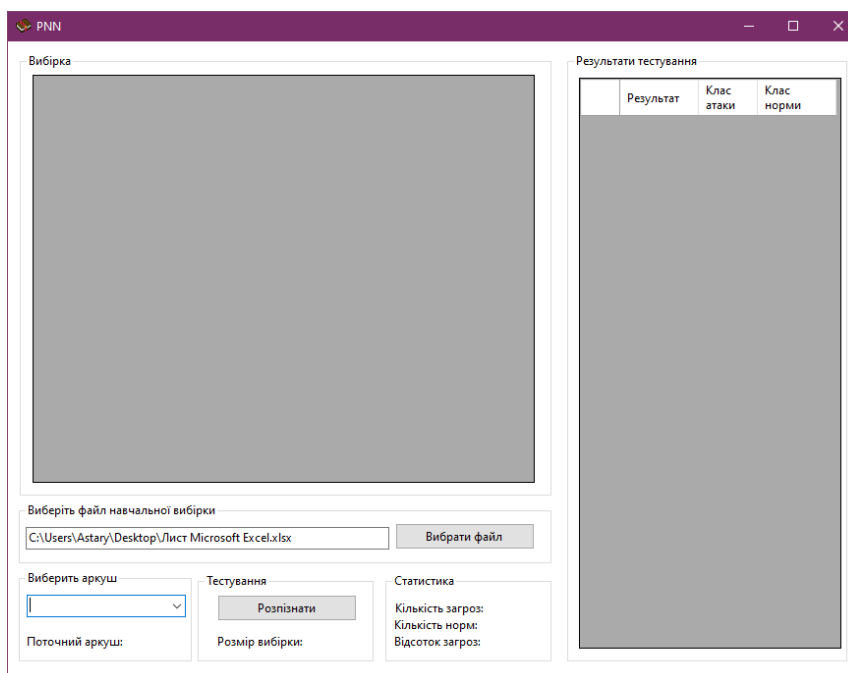 PNN
Вибірка
Виберіть файл навчальної вибірки
C:\Users\Astary\Desktop\Лист Microsoft Excel.xlsx
Вибрати файл
Виберить аркуш
Поточний аркуш:
Тестування
Розпізнати
Розмір вибірки:
Статистика
Кількість загроз:
Кількість норм:
Відсоток загроз:
Результати тестування
Результат
Клас
атаки
Клас
норми